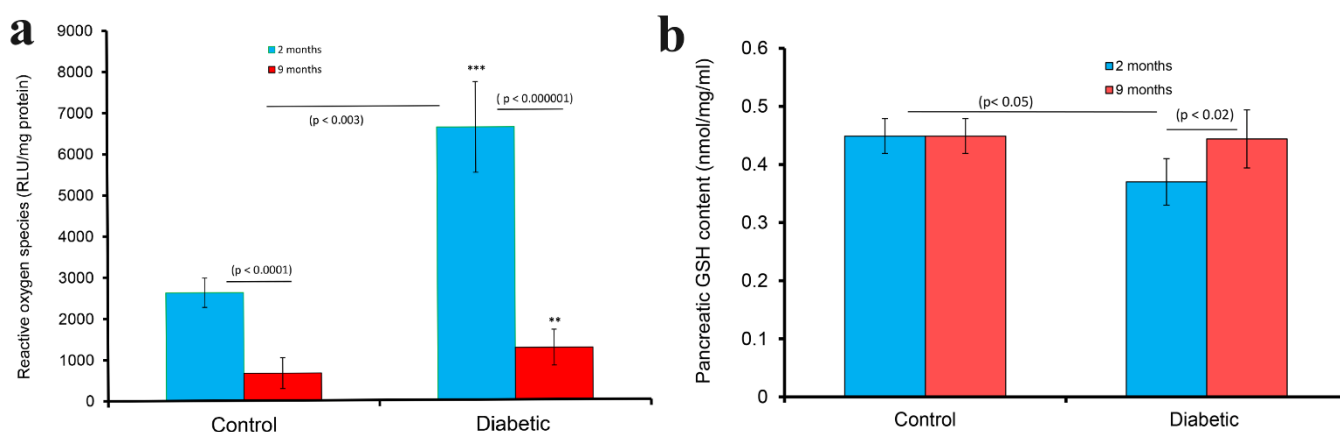 a
Reactive oxygen species (RLU/mg protein)
9000
8000
7000
6000
5000
4000
3000
2000
1000
0
2 months
9 months
***
( p < 0.000001)
(p < 0.003)
(p < 0.0001)
**
Control
Diabetic
b
Pancreatic GSH content (nmol/mg/ml)
0.6
0.5
0.4
0.3
0.2
0.1
0
2 months
9 months
(p< 0.05)
(p < 0.02)
Control
Diabetic